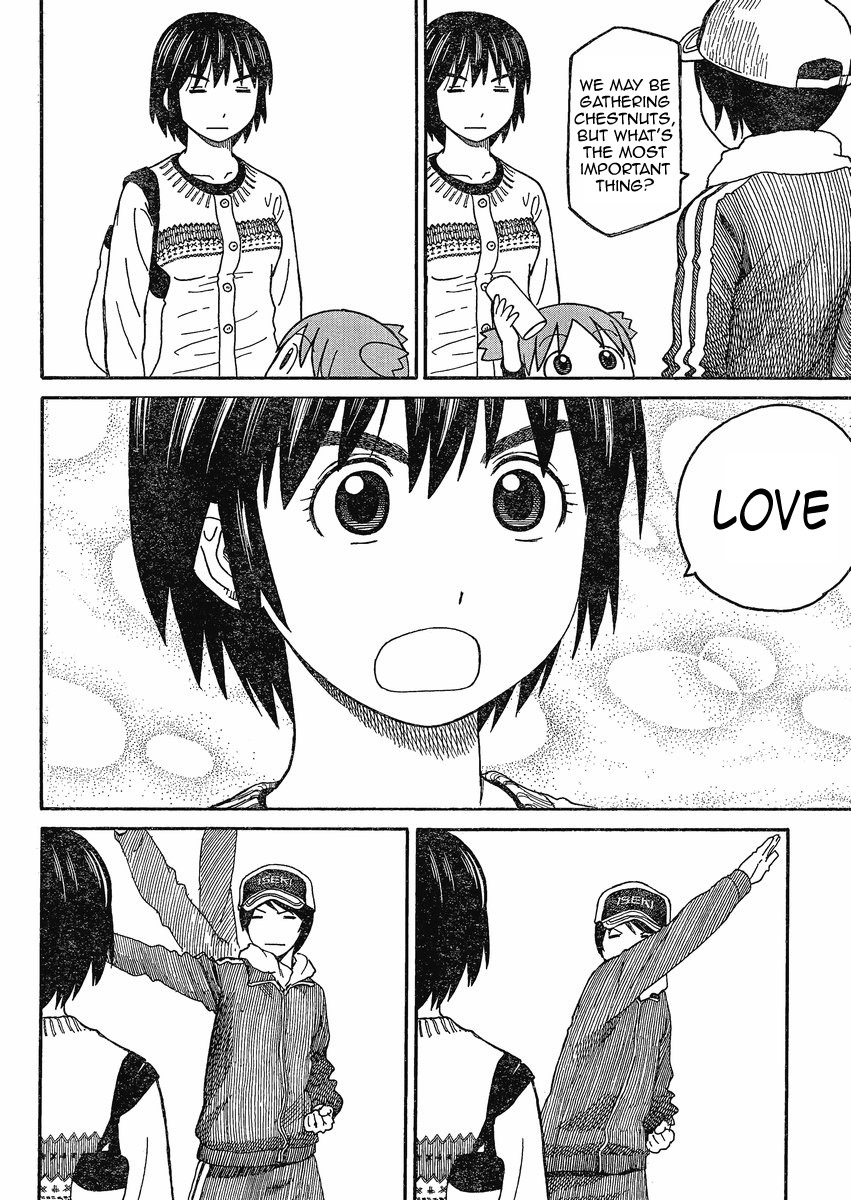 WE MAY BE
GATHERING
CHESTNUTS,
BUT WHAT'S
THE MOST
IMPORTANT
THING?
LOVE
ISEKI
ISEKI